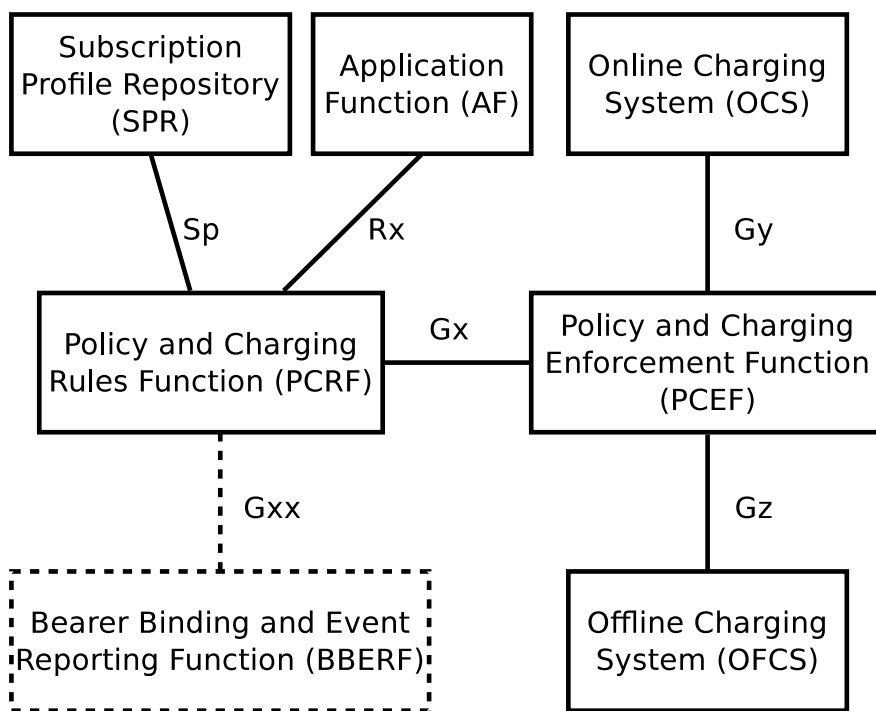 Subscription
Profile Repository
(SPR)
Application
Function (AF)
Online Charging
System (OCS)
Sp
Rx
Gy
Policy and Charging
Rules Function (PCRF)
Gx
Policy and Charging
Enforcement Function
(PCEF)
Gxx
Gz
Bearer Binding and Event
Reporting Function (BBERF)
Offline Charging
System (OFCS)